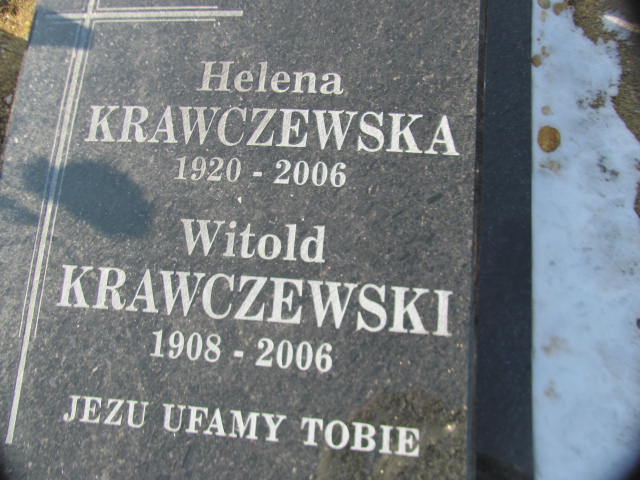 Helena
KRAWCZEWSKA
1920 - 2006
Witold
KRAWCZEWSKI
1908 - 2006
JEZU UFAMY TOBIE